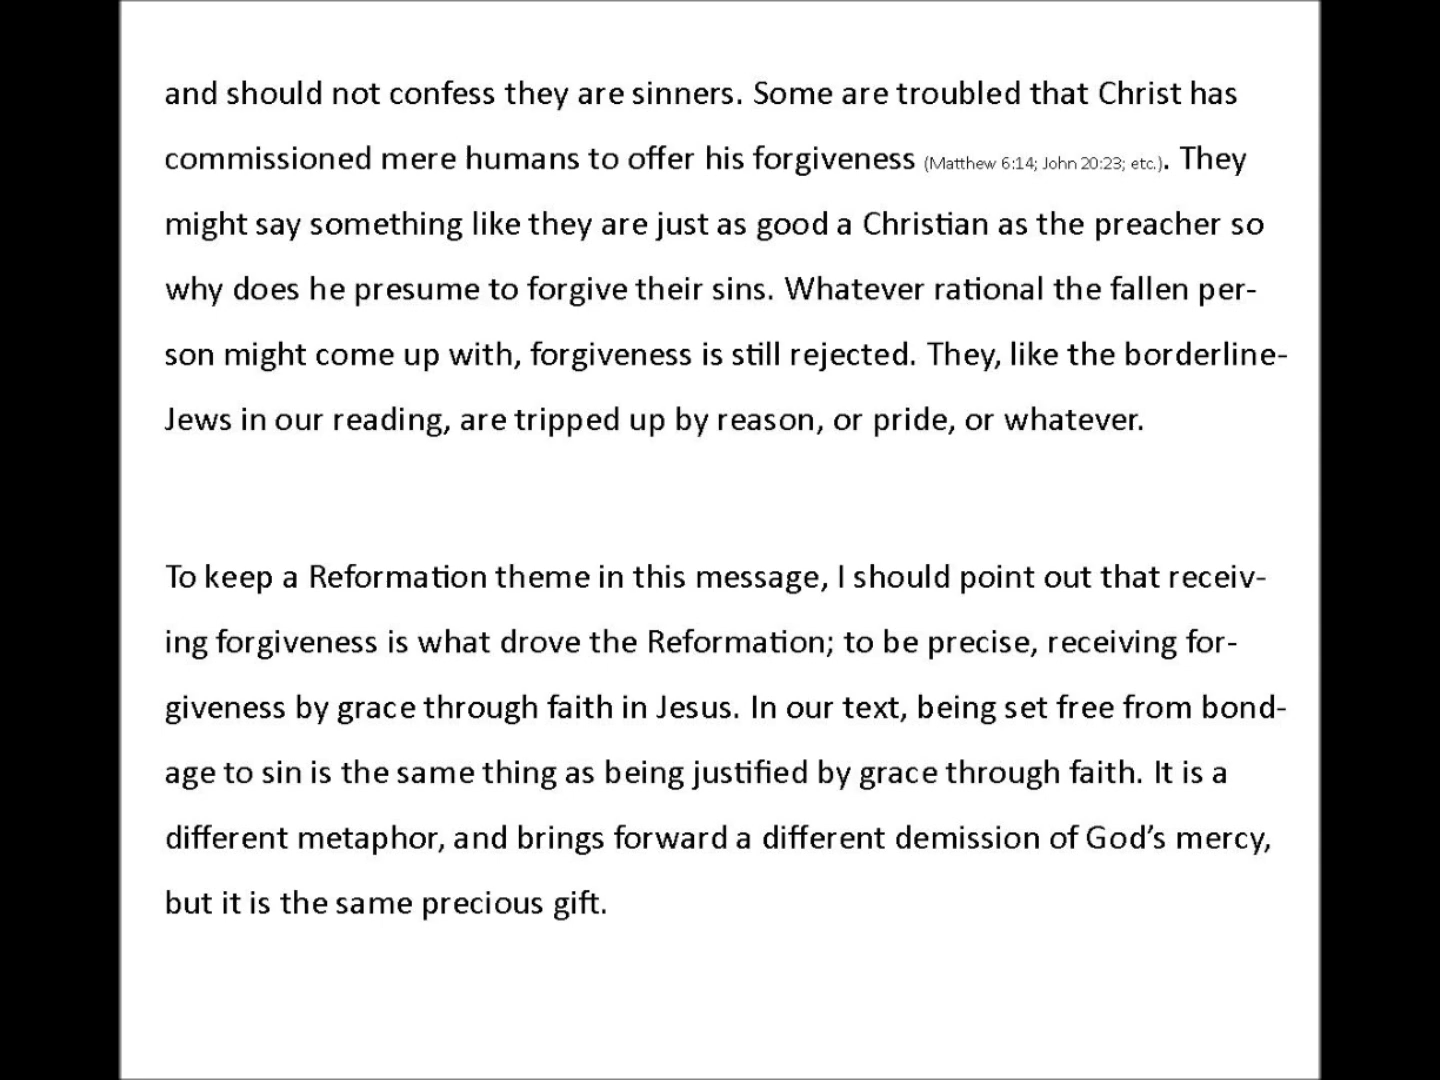 and should not confess they are sinners. Some are troubled that Christ has
commissioned mere humans to offer his forgiveness (Matthew 6:14; John 20:23; etc.). They
might say something like they are just as good a Christian as the preacher so
why does he presume to forgive their sins. Whatever rational the fallen per-
son might come up with, forgiveness is still rejected. They, like the borderline-
Jews in our reading, are tripped up by reason, or pride, or whatever.
To keep a Reformation theme in this message, I should point out that receiv-
ing forgiveness is what drove the Reformation; to be precise, receiving for-
giveness by grace through faith in Jesus. In our text, being set free from bond-
age to sin is the same thing as being justified by grace through faith. It is a
different metaphor, and brings forward a different demission of God’s mercy,
but it is the same precious gift.